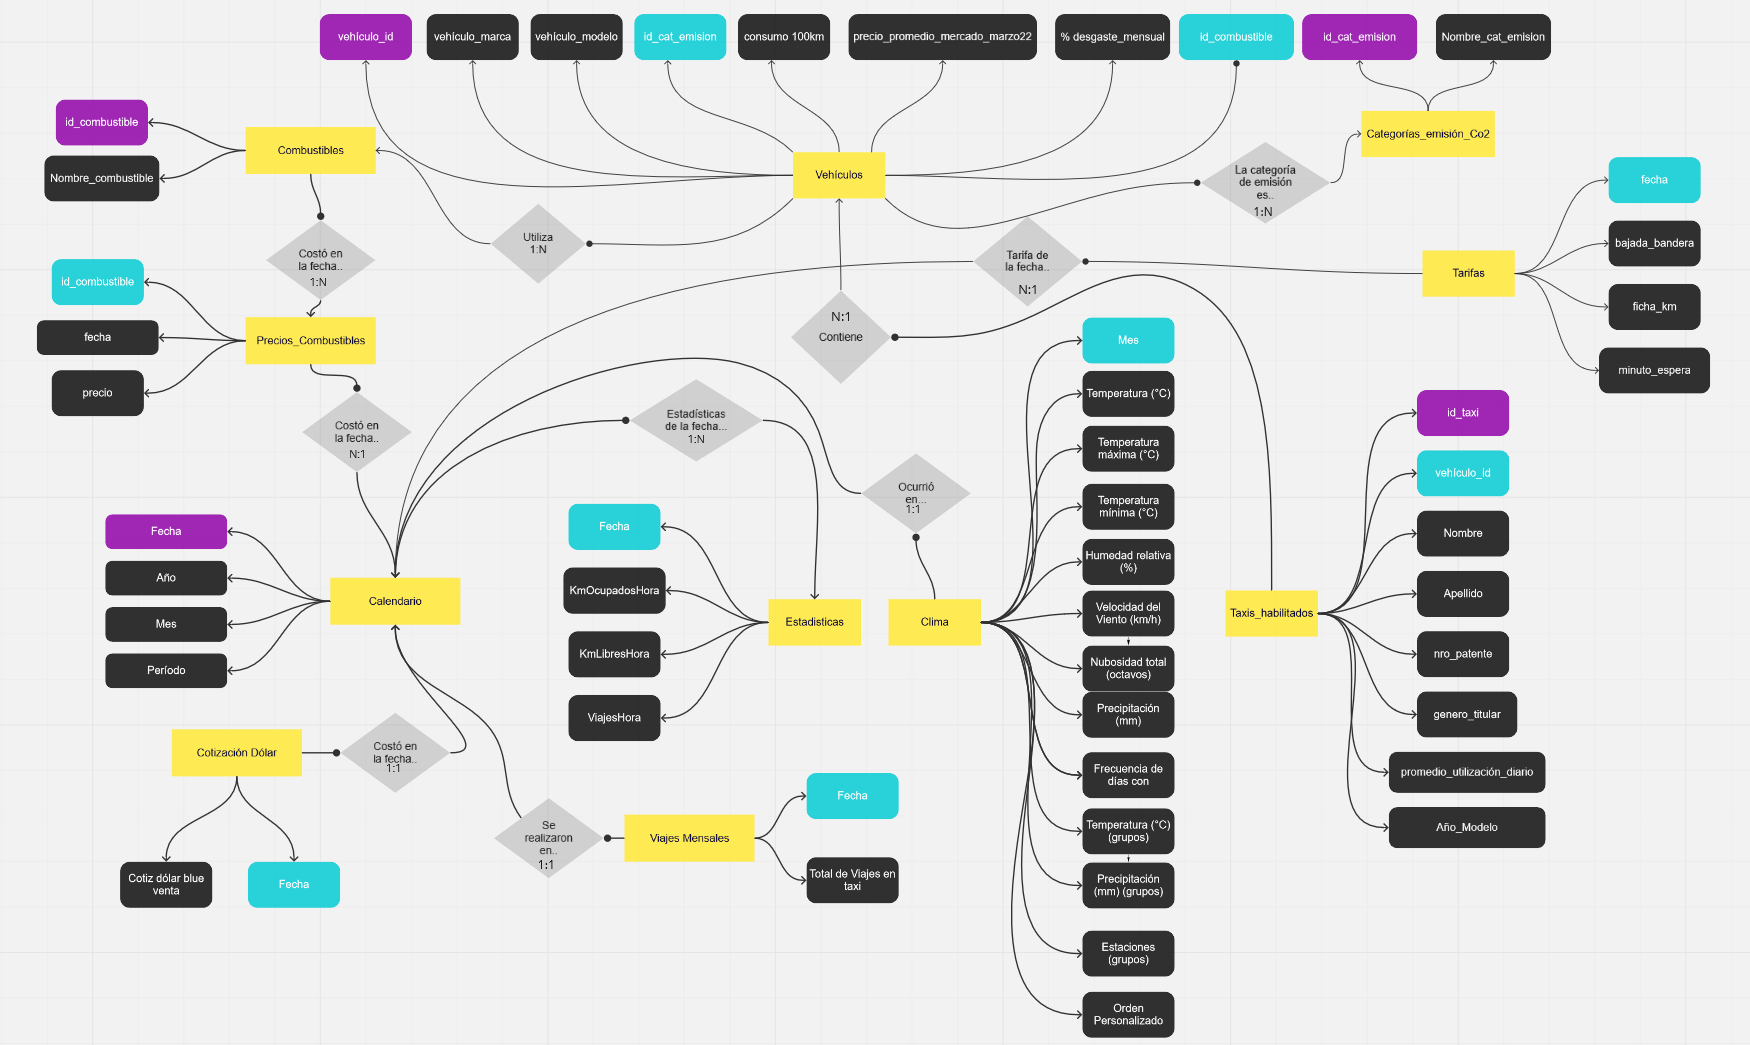 vehículo_id
vehículo_marca
vehículo_modelo
id_cat_emision
consumo 100km
precio_promedio_mercado_marzo22
% desgaste_mensual
id_combustible
id_cat_emision
Nombre_cat_emision
id_combustible
Nombre_combustible
Combustibles
Vehículos
Categorías_emisión_Co2
La categoría
de emisión
es..
1:N
Utiliza
1:N
Costó en
la fecha..
1:N
Tarifa de
la fecha..
N:1
Tarifas
fecha
bajada_bandera
ficha_km
minuto_espera
id_combustible
fecha
precio
Precios_Combustibles
N:1
Contiene
Costó en
la fecha..
N:1
Estadísticas
de la fecha...
1:N
Ocurrió
en...
1:1
Mes
Temperatura (°C)
Temperatura
máxima (°C)
Temperatura
mínima (°C)
Humedad relativa
(%)
Velocidad del
Viento (km/h)
Nubosidad total
(octavos)
Precipitación
(mm)
Frecuencia de
días con
Temperatura (°C)
(grupos)
Precipitación
(mm) (grupos)
Estaciones
(grupos)
Orden
Personalizado
id_taxi
vehículo_id
Nombre
Apellido
nro_patente
genero_titular
promedio_utilización_diario
Año_Modelo
Taxis_habilitados
Clima
Estadisticas
Fecha
KmOcupadosHora
KmLibresHora
ViajesHora
Fecha
Año
Mes
Período
Calendario
Cotización Dólar
Costó en
la fecha..
1:1
Cotiz dólar blue
venta
Fecha
Se
realizaron
en..
1:1
Viajes Mensales
Fecha
Total de Viajes en
taxi